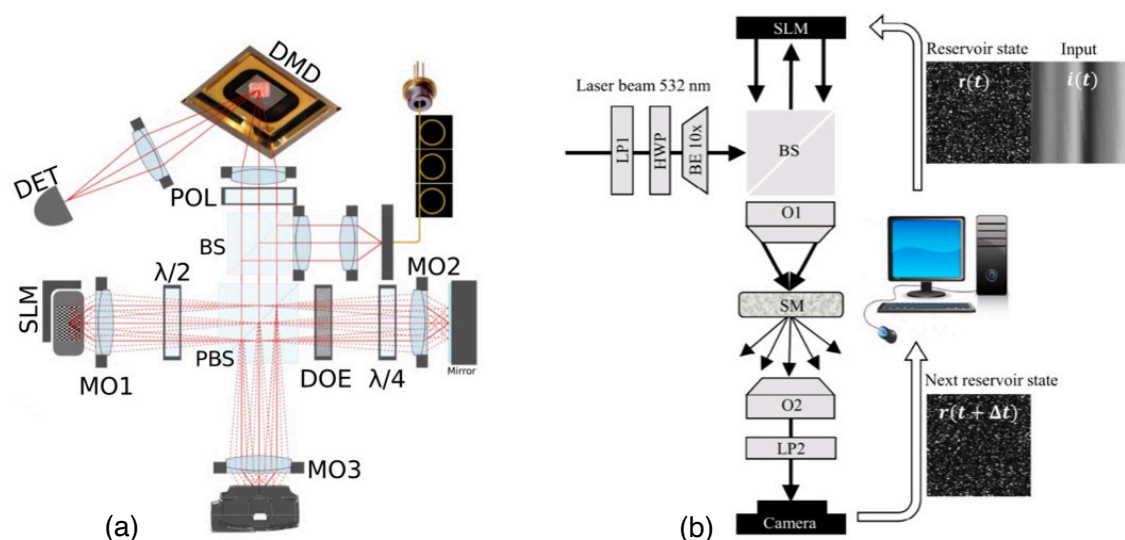 DMD
DET
POL
BS
MO2
λ/2
SLM
MO1
PBS
DOE
λ/4
Mirror
MO3
(a)
SLM
Reservoir state
Input
r(t)
i(t)
Laser beam 532 nm
LP1
HWP
BE 10x
BS
O1
SM
O2
LP2
Camera
Next reservoir state
r(t + Δt)
(b)